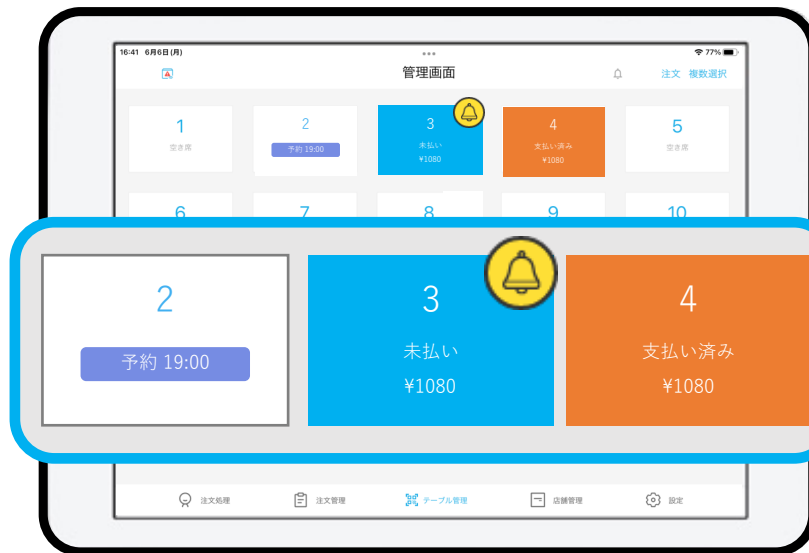 16:41 6月6日(月)
77%
管理画面
注文 複数選択
1
空き席
2
予約 19:00
3
未払い
¥1080
4
支払い済み
¥1080
5
空き席
6
7
8
9
10
2
予約 19:00
3
未払い
¥1080
4
支払い済み
¥1080
注文処理
注文管理
テーブル管理
店舗管理
設定